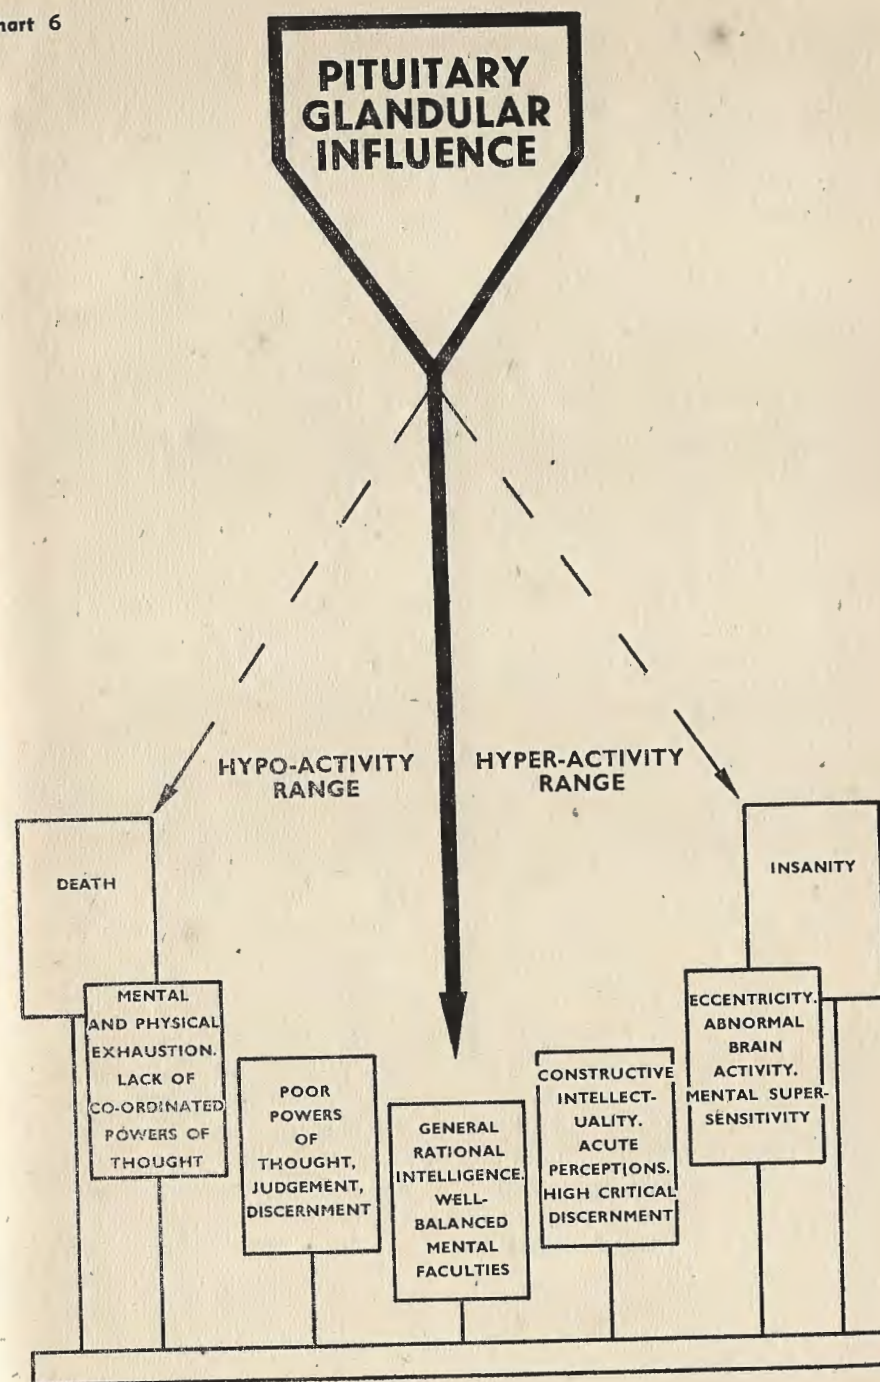 hart 6
PITUITARY
GLANDULAR
INFLUENCE
HYPO-ACTIVITY
RANGE
HYPER-ACTIVITY
RANGE
DEATH
INSANITY
MENTAL
AND PHYSICAL
EXHAUSTION.
LACK OF
CO-ORDINATED
POWERS OF
THOUGHT
POOR
POWERS
OF
THOUGHT,
JUDGEMENT,
DISCERNMENT
GENERAL
RATIONAL
INTELLIGENCE.
WELL-
BALANCED
MENTAL
FACULTIES
CONSTRUCTIVE
INTELLECT-
UALITY.
ACUTE
PERCEPTIONS.
HIGH CRITICAL
DISCERNMENT
ECCENTRICITY.
ABNORMAL
BRAIN
ACTIVITY.
MENTAL SUPER-
SENSITIVITY